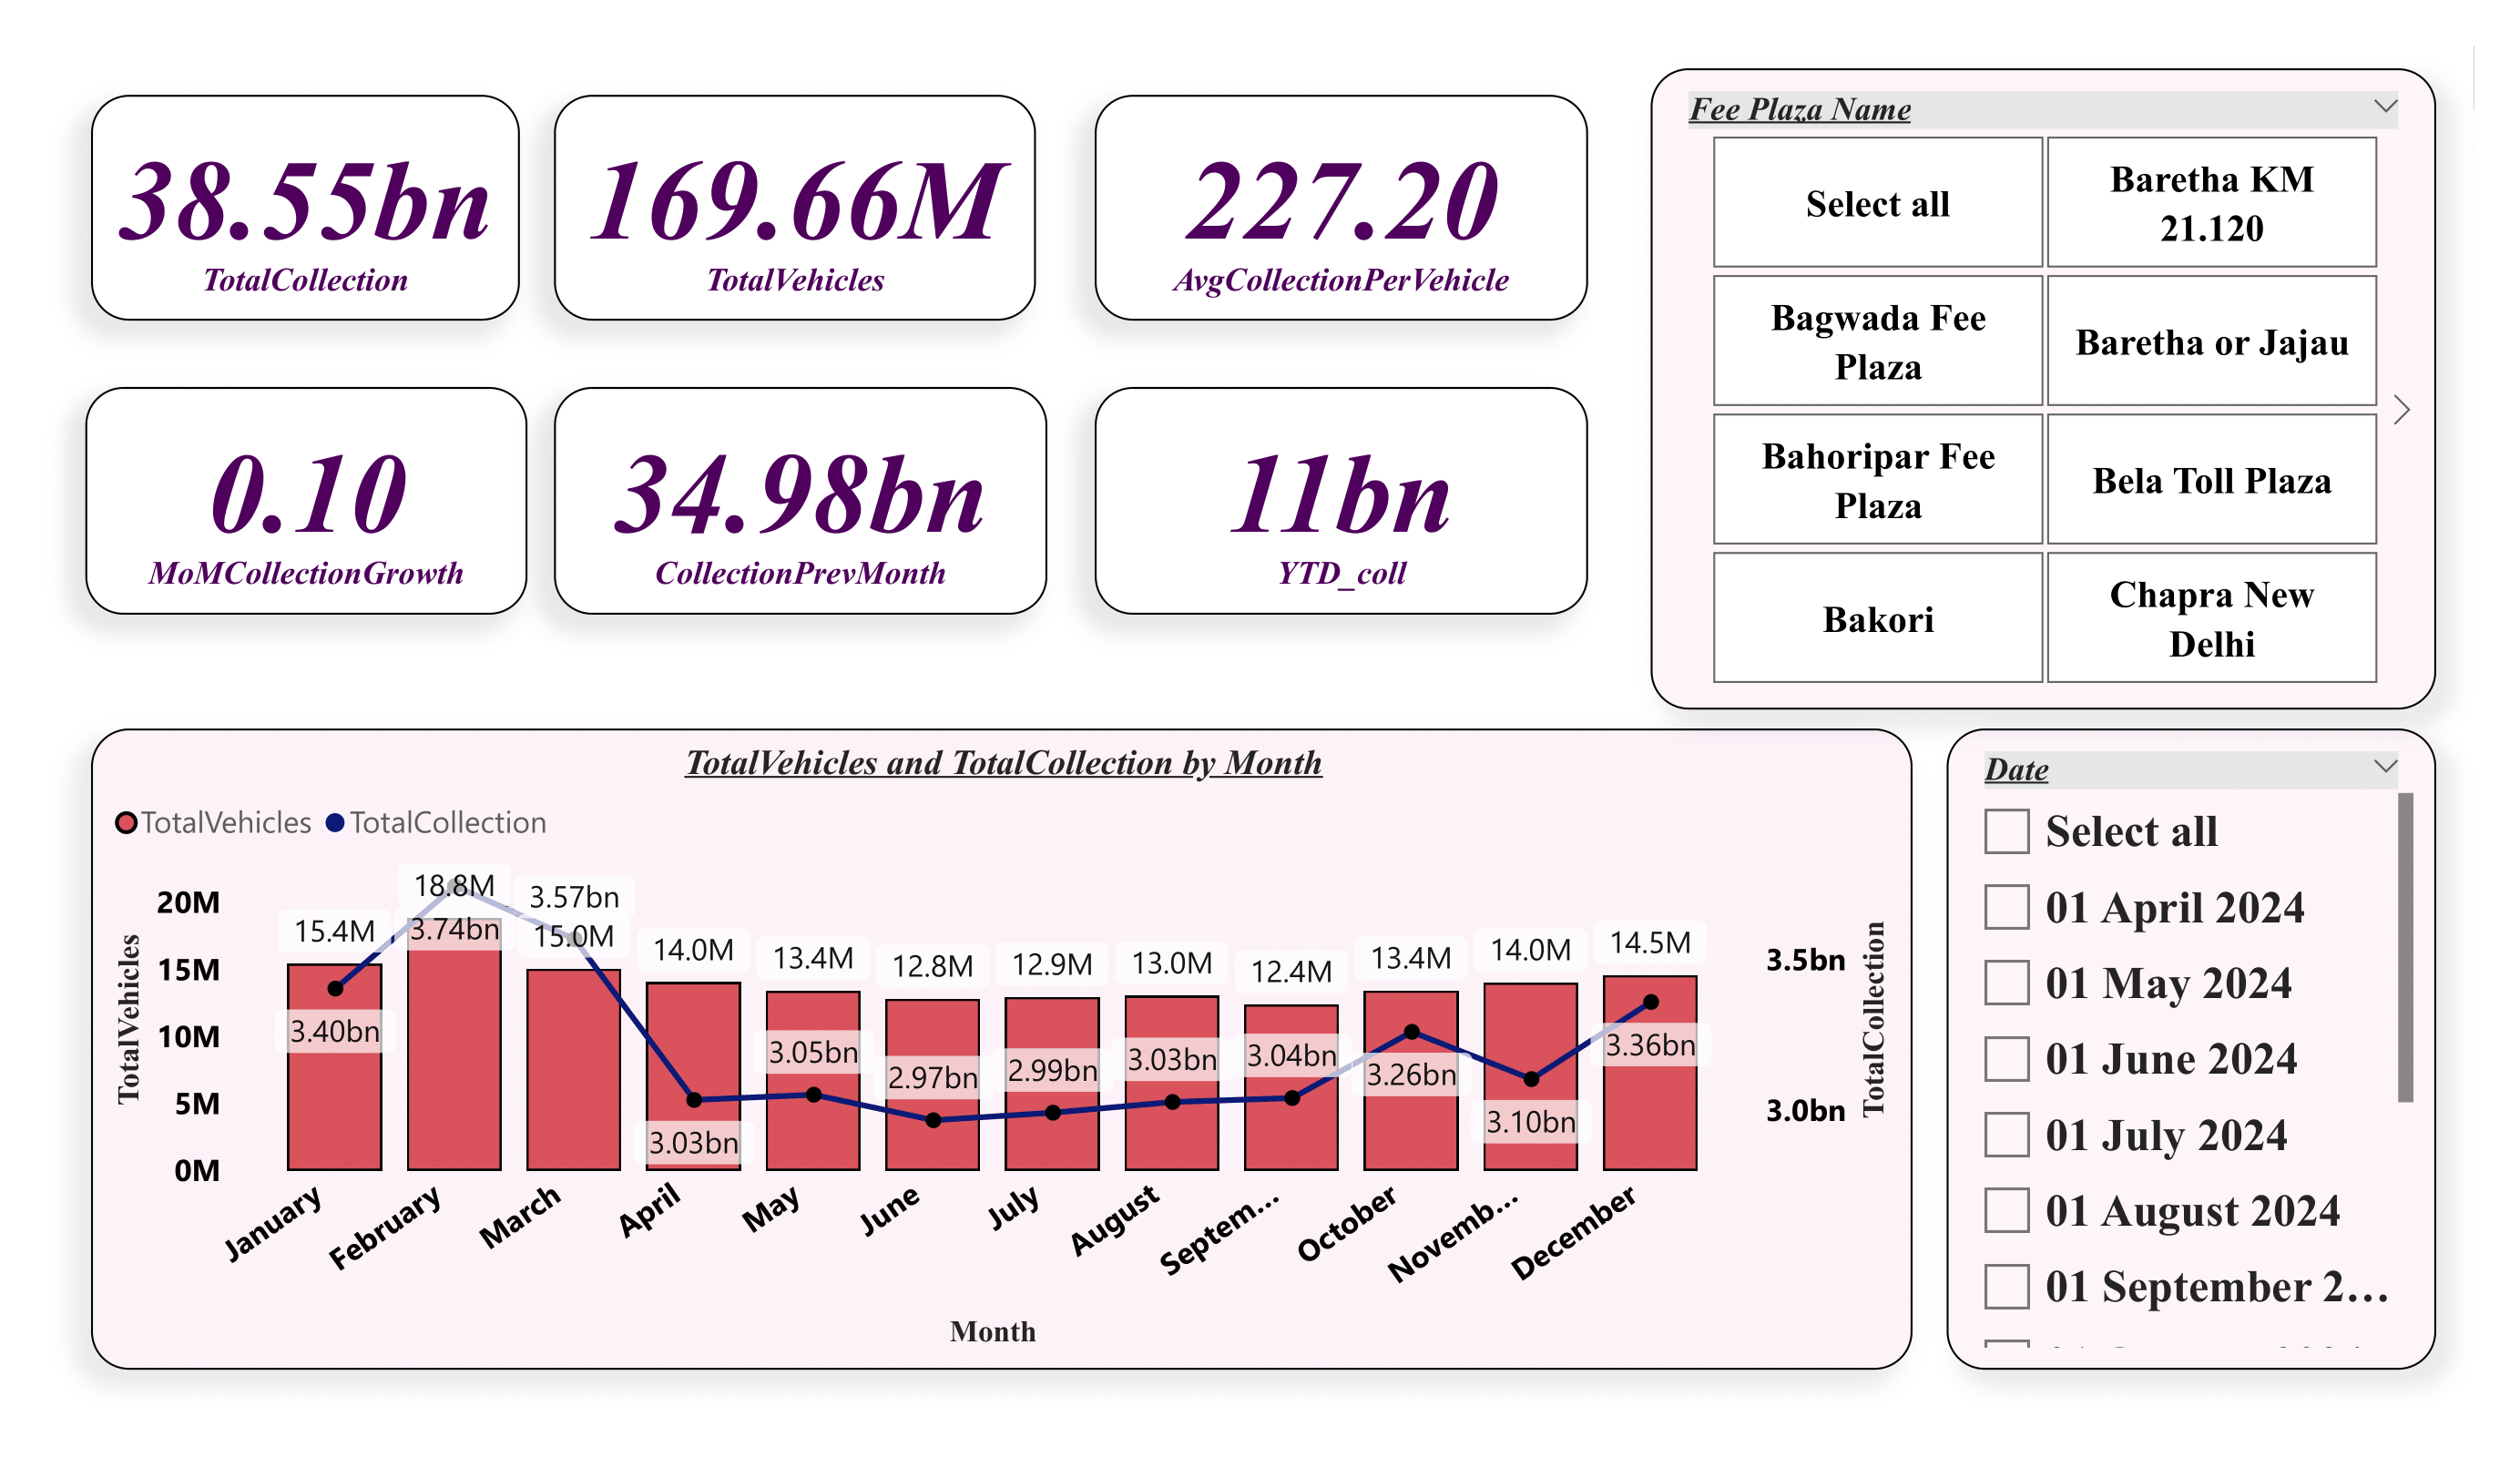 38.55bn
TotalCollection
169.66M
TotalVehicles
227.20
AvgCollectionPerVehicle
0.10
MoMCollectionGrowth
34.98bn
CollectionPrevMonth
11bn
YTD_coll
Fee Plaza Name
Select all
Baretha KM
21.120
Bagwada Fee
Plaza
Baretha or Jajau
Bahoripar Fee
Plaza
Bela Toll Plaza
Bakori
Chapra New
Delhi
TotalVehicles and TotalCollection by Month
TotalVehicles
TotalCollection
TotalVehicles
20M
15M
10M
5M
0M
15.4M
18.8M
15.0M
14.0M
13.4M
12.8M
12.9M
13.0M
12.4M
13.4M
14.0M
14.5M
3.40bn
3.74bn
3.57bn
3.03bn
3.05bn
2.97bn
2.99bn
3.03bn
3.04bn
3.26bn
3.10bn
3.36bn
3.5bn
3.0bn
TotalCollection
January
February
March
April
May
June
July
August
Septem...
October
Novemb...
December
Month
Date
Select all
01 April 2024
01 May 2024
01 June 2024
01 July 2024
01 August 2024
01 September 2...